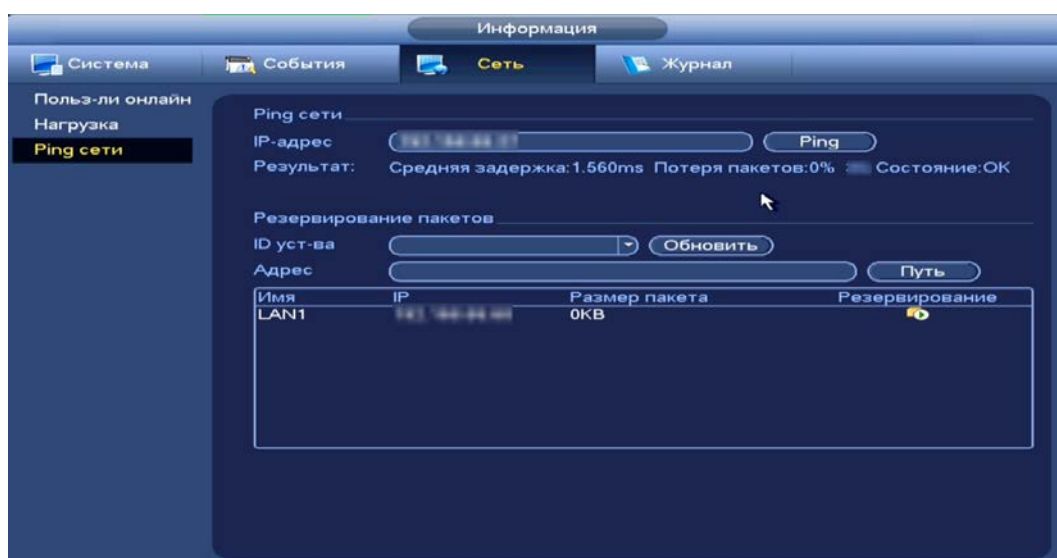 Информация
Система События Сеть Журнал
Польз-ли онлайн
Нагрузка
Ping сети
Ping сети
IP-адрес Ping
Результат: Средняя задержка:1.560ms Потеря пакетов:0% Состояние:OK
Резервирование пакетов
ID уст-ва Обновить
Адрес Путь
Имя IP Размер пакета Резервирование
LAN1 0KB